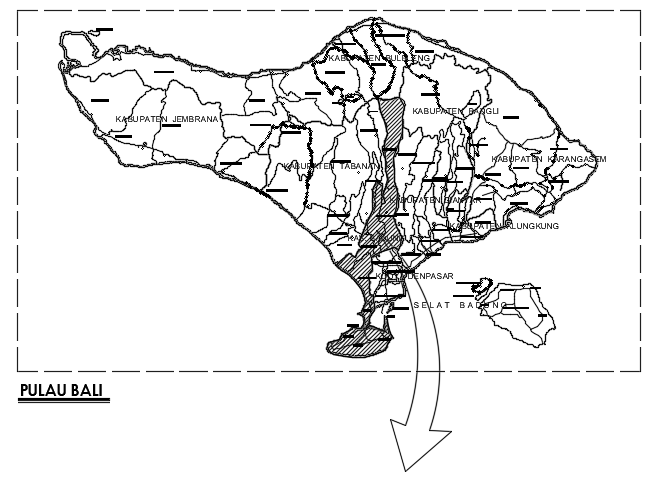 KABUPATEN BULELENG
KABUPATEN BANGLI
KABUPATEN JEMBRANA
KABUPATEN KARANGASEM
KABUPATEN TABANAN
KABUPATEN GIANYAR
KABUPATEN KLUNGKUNG
DENPASAR
SELAT BADUNG
PULAU BALI